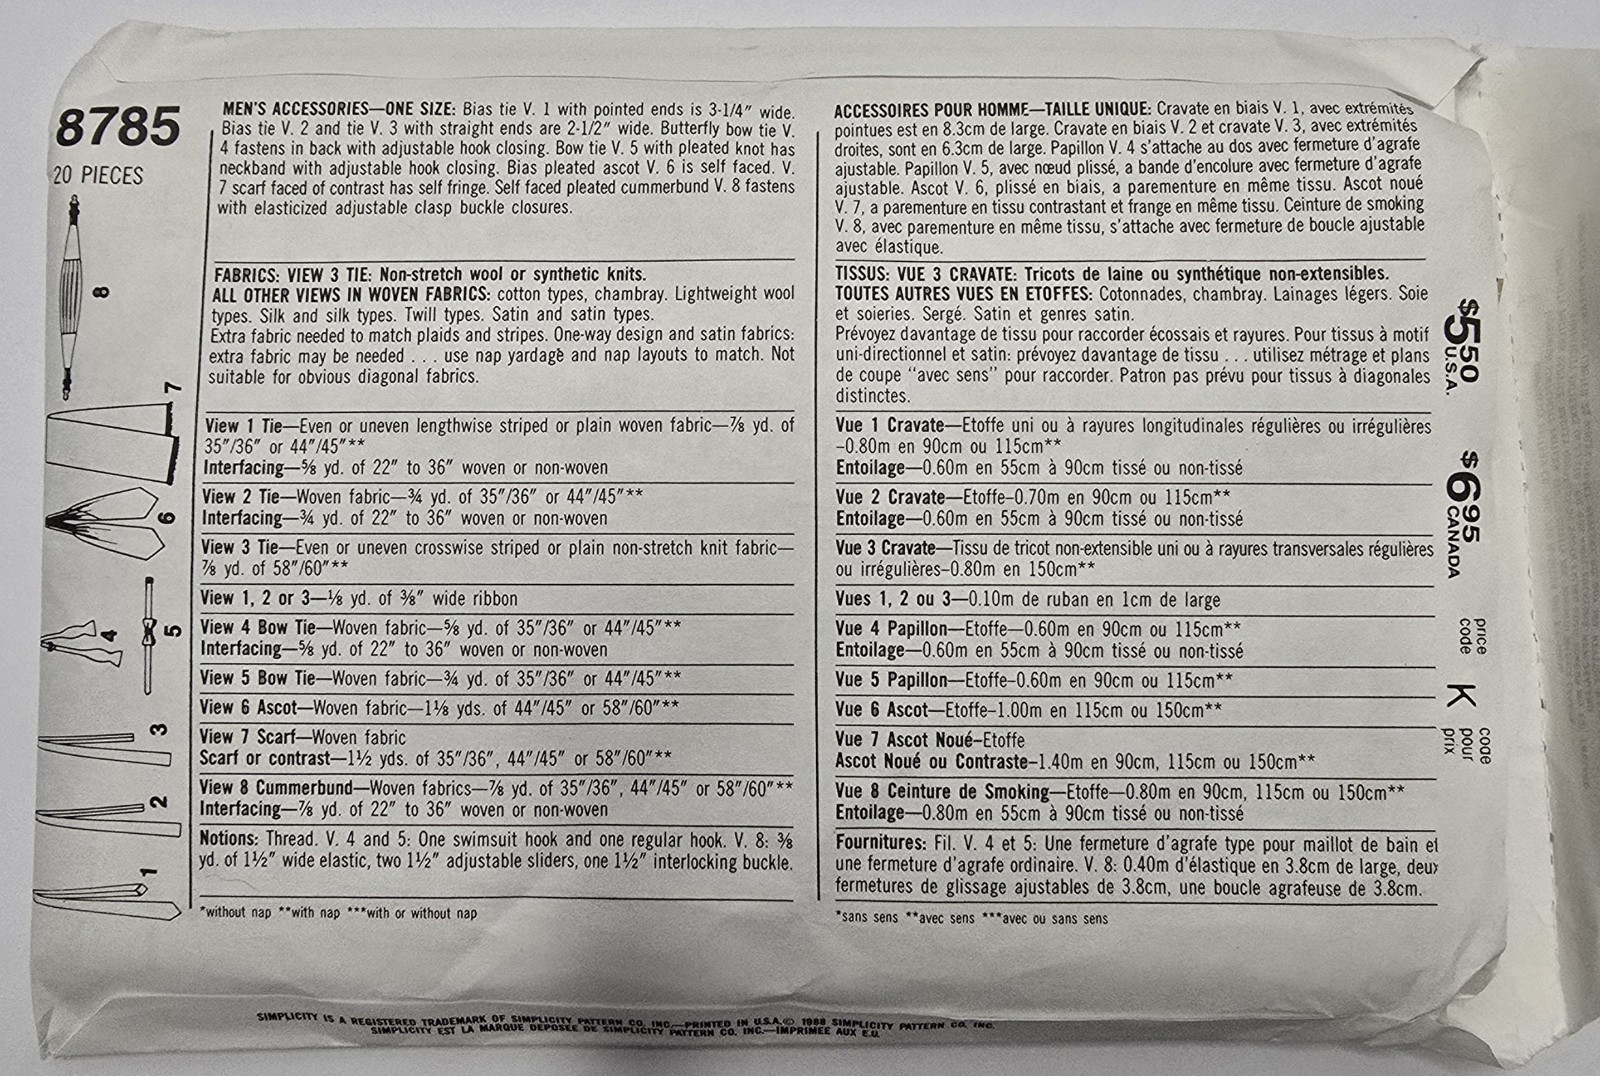 8785
20 PIECES
8
7
6
4
5
3
2
1
MEN'S ACCESSORIES—ONE SIZE: Bias tie V. 1 with pointed ends is 3-1/4" wide.
Bias tie V. 2 and tie V. 3 with straight ends are 2-1/2" wide. Butterfly bow tie V.
4 fastens in back with adjustable hook closing. Bow tie V. 5 with pleated knot has
neckband with adjustable hook closing. Bias pleated ascot V. 6 is self faced. V.
7 scarf faced of contrast has self fringe. Self faced pleated cummerbund V. 8 fastens
with elasticized adjustable clasp buckle closures.
FABRICS: VIEW 3 TIE: Non-stretch wool or synthetic knits.
ALL OTHER VIEWS IN WOVEN FABRICS: cotton types, chambray. Lightweight wool
types. Silk and silk types. Twill types. Satin and satin types.
Extra fabric needed to match plaids and stripes. One-way design and satin fabrics:
extra fabric may be needed . . . use nap yardage and nap layouts to match. Not
suitable for obvious diagonal fabrics.
View 1 Tie—Even or uneven lengthwise striped or plain woven fabric—⅞ yd. of
35"/36" or 44"/45"**
Interfacing—⅝ yd. of 22" to 36" woven or non-woven
View 2 Tie—Woven fabric—¾ yd. of 35"/36" or 44"/45"**
Interfacing—¾ yd. of 22" to 36" woven or non-woven
View 3 Tie—Even or uneven crosswise striped or plain non-stretch knit fabric—
⅞ yd. of 58"/60"**
View 1, 2 or 3—⅛ yd. of ⅜" wide ribbon
View 4 Bow Tie—Woven fabric—⅝ yd. of 35"/36" or 44"/45"**
Interfacing—⅝ yd. of 22" to 36" woven or non-woven
View 5 Bow Tie—Woven fabric—¾ yd. of 35"/36" or 44"/45"**
View 6 Ascot—Woven fabric—1⅛ yds. of 44"/45" or 58"/60"**
View 7 Scarf—Woven fabric
Scarf or contrast—1½ yds. of 35"/36", 44"/45" or 58"/60"**
View 8 Cummerbund—Woven fabrics—⅞ yd. of 35"/36", 44"/45" or 58"/60"**
Interfacing—⅞ yd. of 22" to 36" woven or non-woven
Notions: Thread. V. 4 and 5: One swimsuit hook and one regular hook. V. 8: ⅜
yd. of 1½" wide elastic, two 1½" adjustable sliders, one 1½" interlocking buckle.
*without nap **with nap ***with or without nap
ACCESSOIRES POUR HOMME—TAILLE UNIQUE: Cravate en biais V. 1, avec extrémités
pointues est en 8.3cm de large. Cravate en biais V. 2 et cravate V. 3, avec extrémités
droites, sont en 6.3cm de large. Papillon V. 4 s'attache au dos avec fermeture d'agrafe
ajustable. Papillon V. 5, avec nœud plissé, a bande d'encolure avec fermeture d'agrafe
ajustable. Ascot V. 6, plissé en biais, a parementure en même tissu. Ascot noué
V. 7, a parementure en tissu contrastant et frange en même tissu. Ceinture de smoking
V. 8, avec parementure en même tissu, s'attache avec fermeture de boucle ajustable
avec élastique.
TISSUS: VUE 3 CRAVATE: Tricots de laine ou synthétique non-extensibles.
TOUTES AUTRES VUES EN ETOFFES: Cotonnades, chambray. Lainages légers. Soie
et soieries. Sergé. Satin et genres satin.
Prévoyez davantage de tissu pour raccorder écossais et rayures. Pour tissus à motif
uni-directionnel et satin: prévoyez davantage de tissu . . . utilisez métrage et plans
de coupe "avec sens" pour raccorder. Patron pas prévu pour tissus à diagonales
distinctes.
Vue 1 Cravate—Etoffe uni ou à rayures longitudinales régulières ou irrégulières
–0.80m en 90cm ou 115cm**
Entoilage—0.60m en 55cm à 90cm tissé ou non-tissé
Vue 2 Cravate—Etoffe–0.70m en 90cm ou 115cm**
Entoilage—0.60m en 55cm à 90cm tissé ou non-tissé
Vue 3 Cravate—Tissu de tricot non-extensible uni ou à rayures transversales régulières
ou irrégulières–0.80m en 150cm**
Vues 1, 2 ou 3—0.10m de ruban en 1cm de large
Vue 4 Papillon—Etoffe—0.60m en 90cm ou 115cm**
Entoilage—0.60m en 55cm à 90cm tissé ou non-tissé
Vue 5 Papillon—Etoffe–0.60m en 90cm ou 115cm**
Vue 6 Ascot—Etoffe–1.00m en 115cm ou 150cm**
Vue 7 Ascot Noué–Etoffe
Ascot Noué ou Contraste–1.40m en 90cm, 115cm ou 150cm**
Vue 8 Ceinture de Smoking—Etoffe—0.80m en 90cm, 115cm ou 150cm**
Entoilage—0.80m en 55cm à 90cm tissé ou non-tissé
Fournitures: Fil. V. 4 et 5: Une fermeture d'agrafe type pour maillot de bain et
une fermeture d'agrafe ordinaire. V. 8: 0.40m d'élastique en 3.8cm de large, deux
fermetures de glissage ajustables de 3.8cm, une boucle agrafeuse de 3.8cm.
*sans sens **avec sens ***avec ou sans sens
$5 50
U.S.A.
$6 95
CANADA
price
code
K
code
pour
prix
SIMPLICITY IS A REGISTERED TRADEMARK OF SIMPLICITY PATTERN CO. INC.—PRINTED IN U.S.A.© 1988 SIMPLICITY PATTERN CO. INC.
SIMPLICITY EST LA MARQUE DEPOSEE DE SIMPLICITY PATTERN CO. INC.—IMPRIMEE AUX E.U.